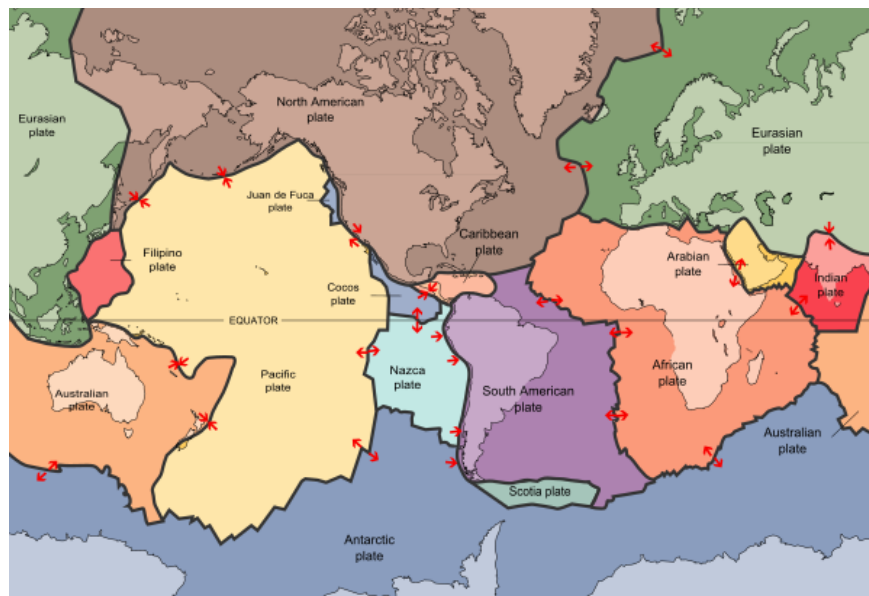 North American
plate
Eurasian
plate
Eurasian
plate
Juan de Fuca
plate
Caribbean
plate
Filipino
plate
Arabian
plate
Indian
plate
Cocos
plate
EQUATOR
Pacific
plate
Nazca
plate
African
plate
South American
plate
Australian
plate
Australian
plate
Scotia plate
Antarctic
plate